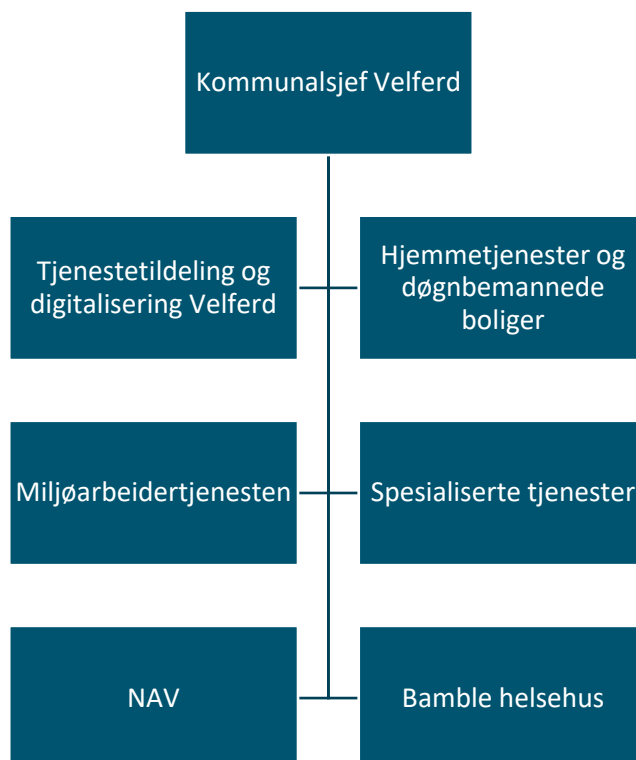 Kommunalsjef Velferd
Tjenestetildeling og
digitalisering Velferd
Hjemmetjenester og
døgnbemannede
boliger
Miljøarbeidertjenesten
Spesialiserte tjenester
NAV
Bamble helsehus